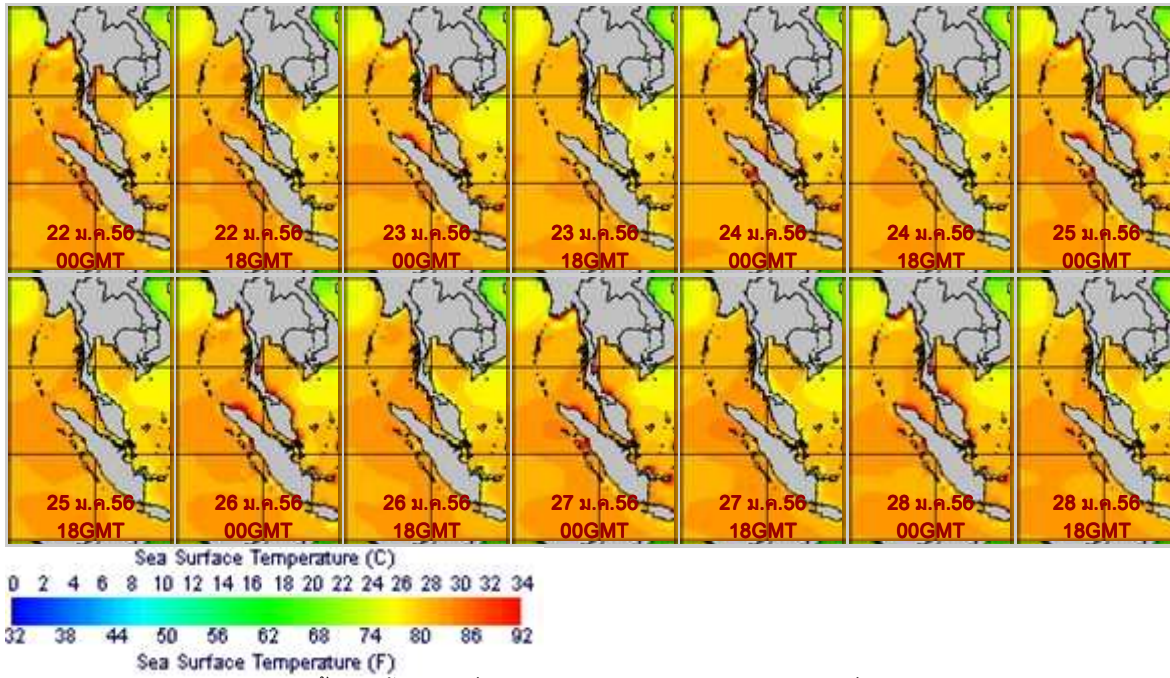 22 ม.ค.56 22 ม.ค.56 23 ม.ค.56 23 ม.ค.56 24 ม.ค.56 24 ม.ค.56 25 ม.ค.56
00GMT 18GMT 00GMT 18GMT 00GMT 18GMT 00GMT
25 ม.ค.56 26 ม.ค.56 26 ม.ค.56 27 ม.ค.56 27 ม.ค.56 28 ม.ค.56 28 ม.ค.56
18GMT 00GMT 18GMT 00GMT 18GMT 00GMT 18GMT
Sea Surface Temperature (C)
0 2 4 6 8 10 12 14 16 18 20 22 24 26 28 30 32 34
32 38 44 50 56 62 68 74 80 86 92
Sea Surface Temperature (F)